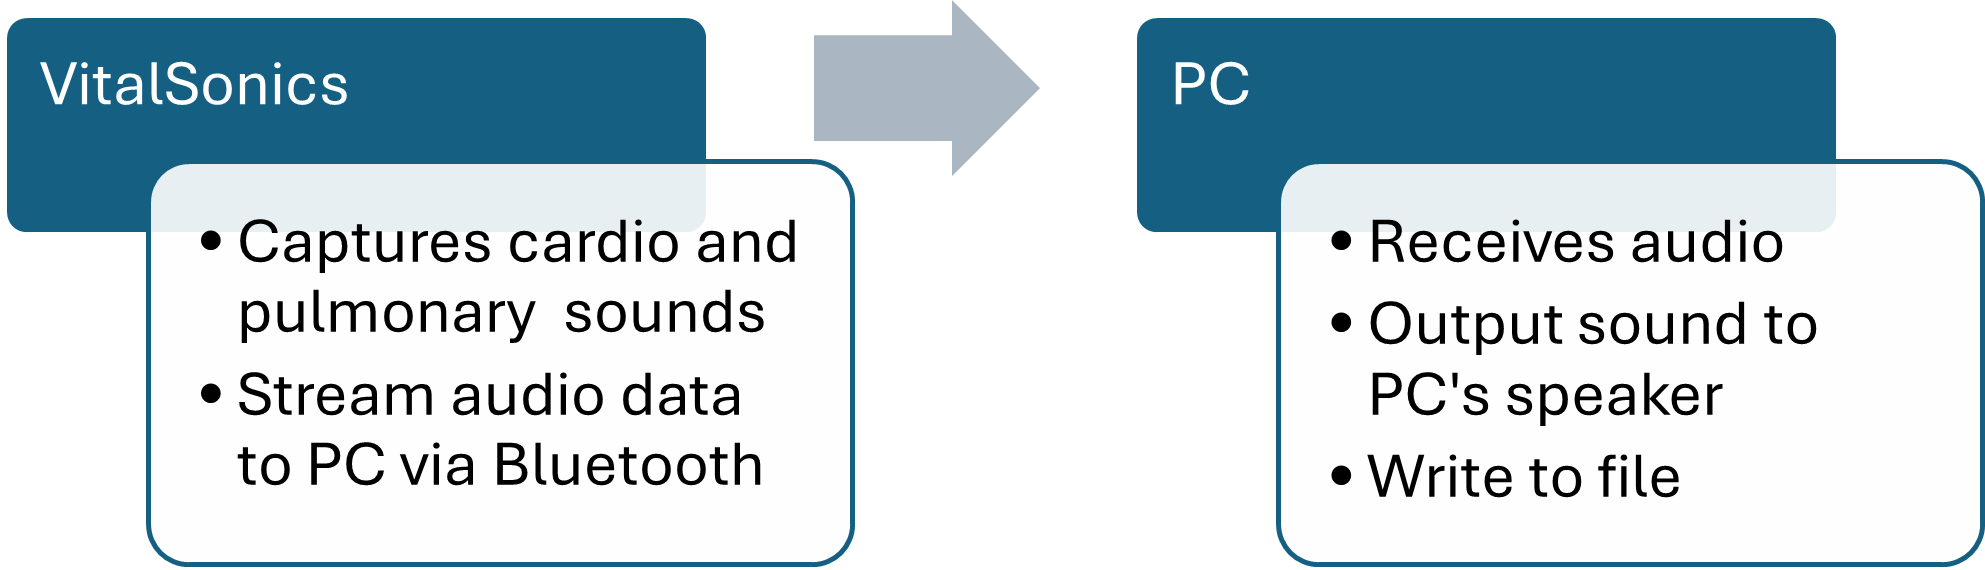 VitalSonics
• Captures cardio and
pulmonary  sounds
• Stream audio data
to PC via Bluetooth
PC
• Receives audio
• Output sound to
PC's speaker
• Write to file